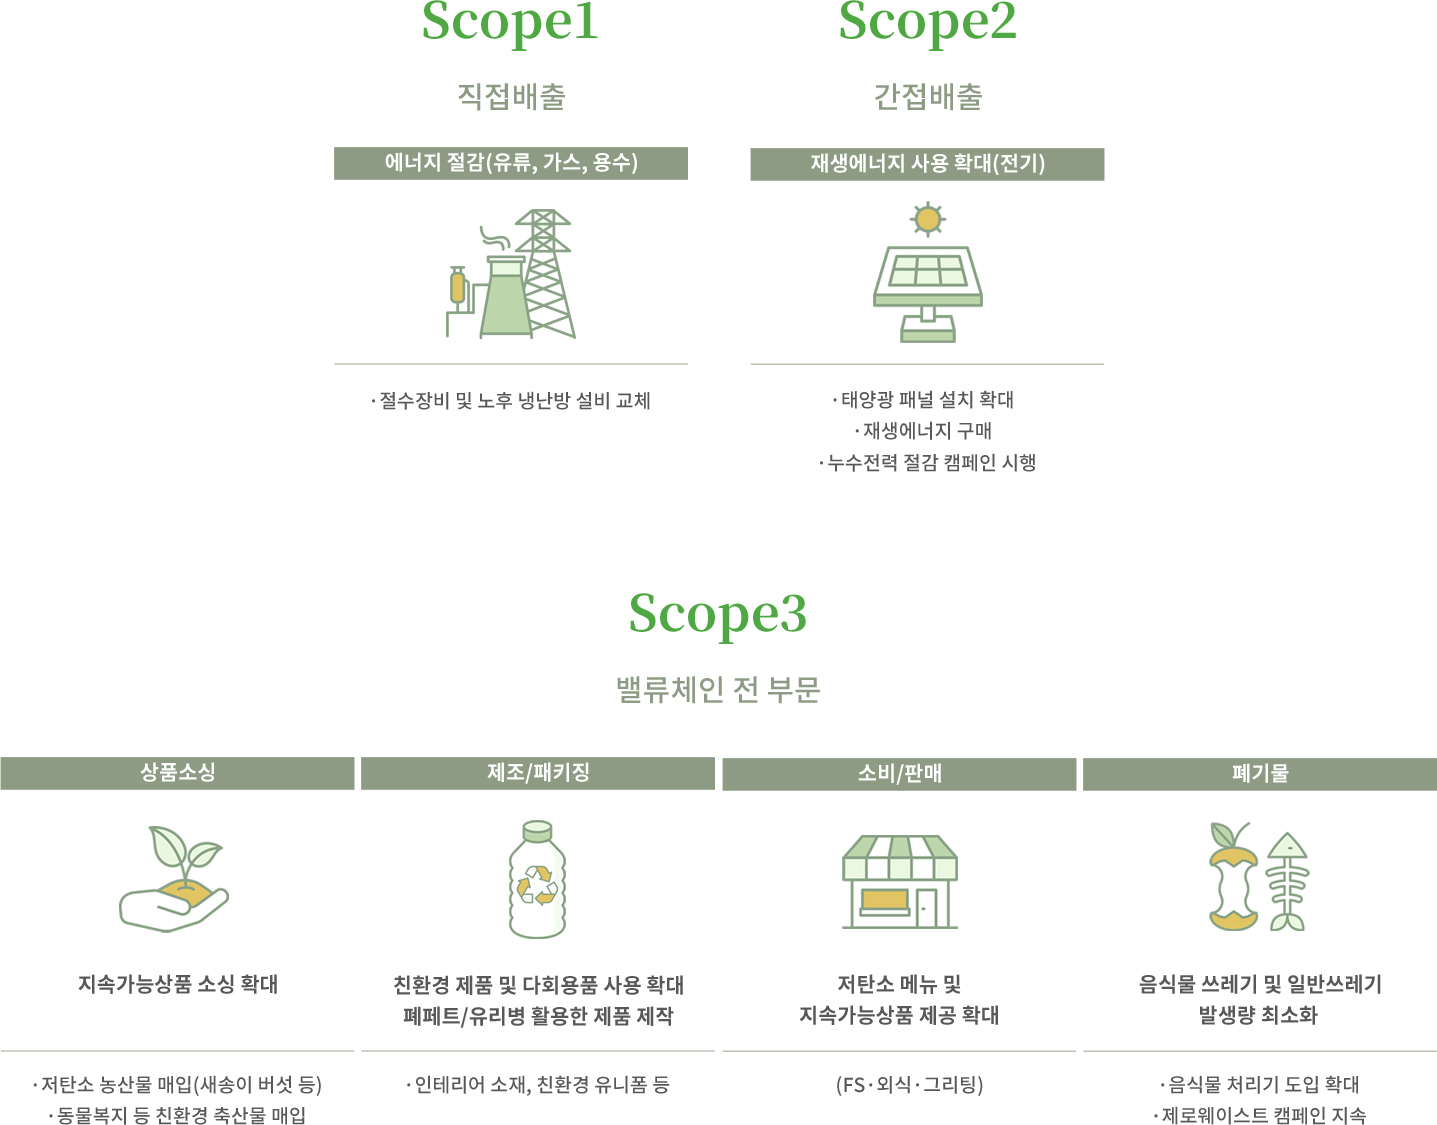 Scope1
직접배출
에너지 절감(유류, 가스, 용수)
·절수장비 및 노후 냉난방 설비 교체
Scope2
간접배출
재생에너지 사용 확대(전기)
·태양광 패널 설치 확대
·재생에너지 구매
·누수전력 절감 캠페인 시행
Scope3
밸류체인 전 부문
상품소싱
지속가능상품 소싱 확대
·저탄소 농산물 매입(새송이 버섯 등)
·동물복지 등 친환경 축산물 매입
제조/패키징
친환경 제품 및 다회용품 사용 확대
폐페트/유리병 활용한 제품 제작
·인테리어 소재, 친환경 유니폼 등
소비/판매
저탄소 메뉴 및
지속가능상품 제공 확대
(FS·외식·그리팅)
폐기물
음식물 쓰레기 및 일반쓰레기
발생량 최소화
·음식물 처리기 도입 확대
·제로웨이스트 캠페인 지속